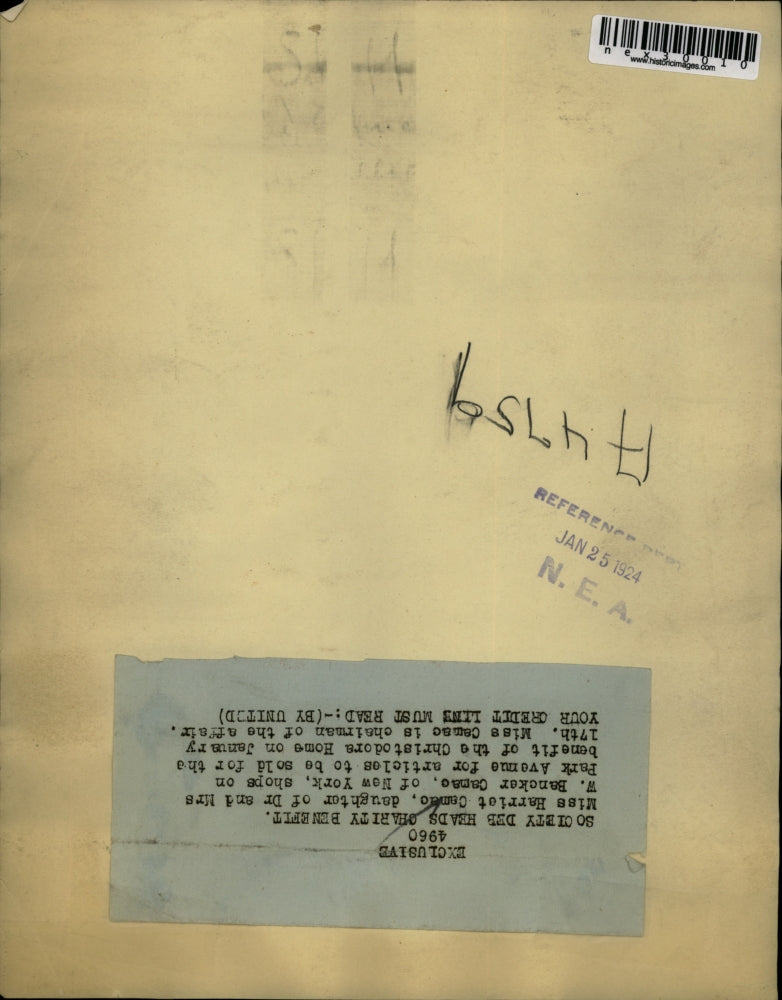 nex30010
www.historicimages.com
A4759
REFERENCE DEPT
JAN 25 1924
N. E. A.
EXCLUSIVE
4960
SOCIETY DEB HEADS CHARITY BENEFIT.
Miss Harriet Camac, daughter of Dr and Mrs
W. Bancker Camac, of New York, shops on
Park Avenue for articles to be sold for the
benefit of the Christodora Home on January
17th. Miss Camac is chairman of the affair.
YOUR CREDIT LINE MUST READ:-(BY UNITED)